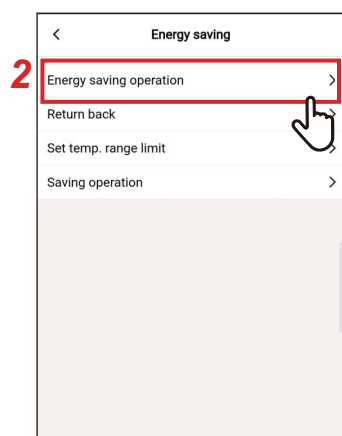 Energy saving
2
Energy saving operation
Return back
Set temp. range limit
Saving operation